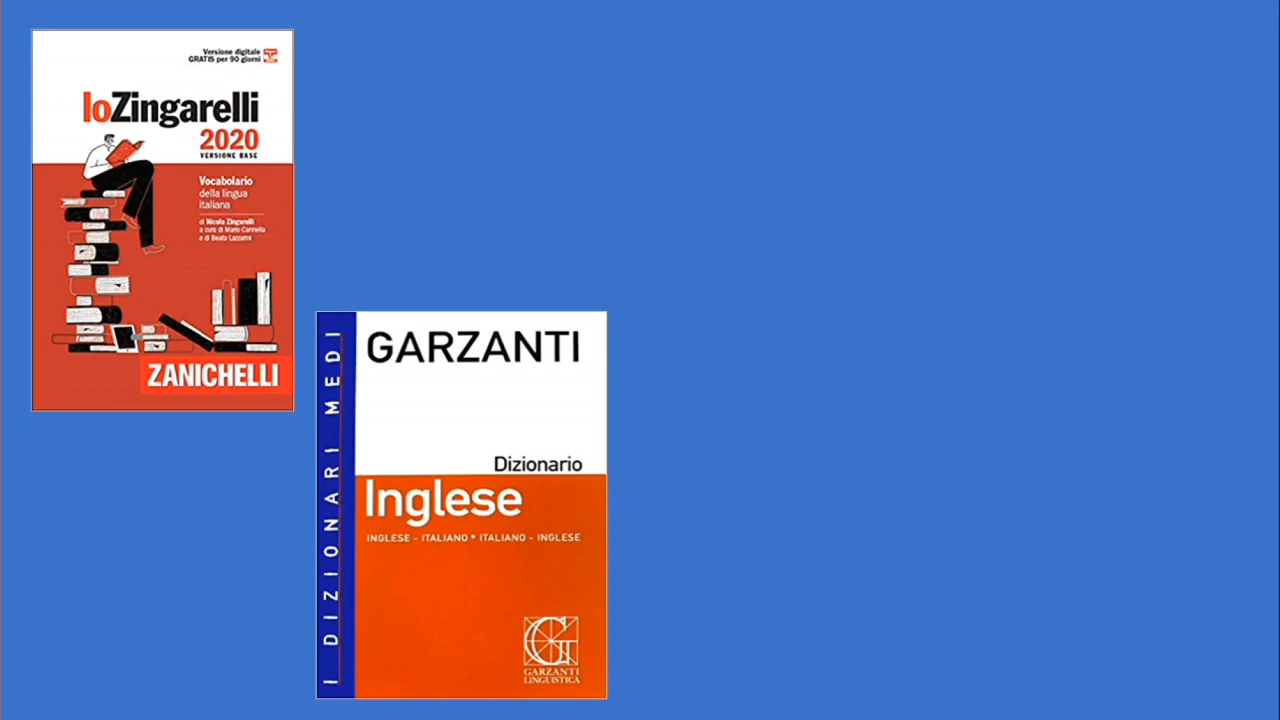 Versione digitale
GRATIS per 90 giorni
loZingarelli
2020
VERSIONE BASE
Vocabolario
della lingua
italiana
di Nicola Zingarelli
a cura di Mario Cannella
e di Beata Lazzarini
ZANICHELLI
I DIZIONARI MEDI
GARZANTI
Dizionario
Inglese
INGLESE - ITALIANO • ITALIANO - INGLESE
GARZANTI
LINGUISTICA